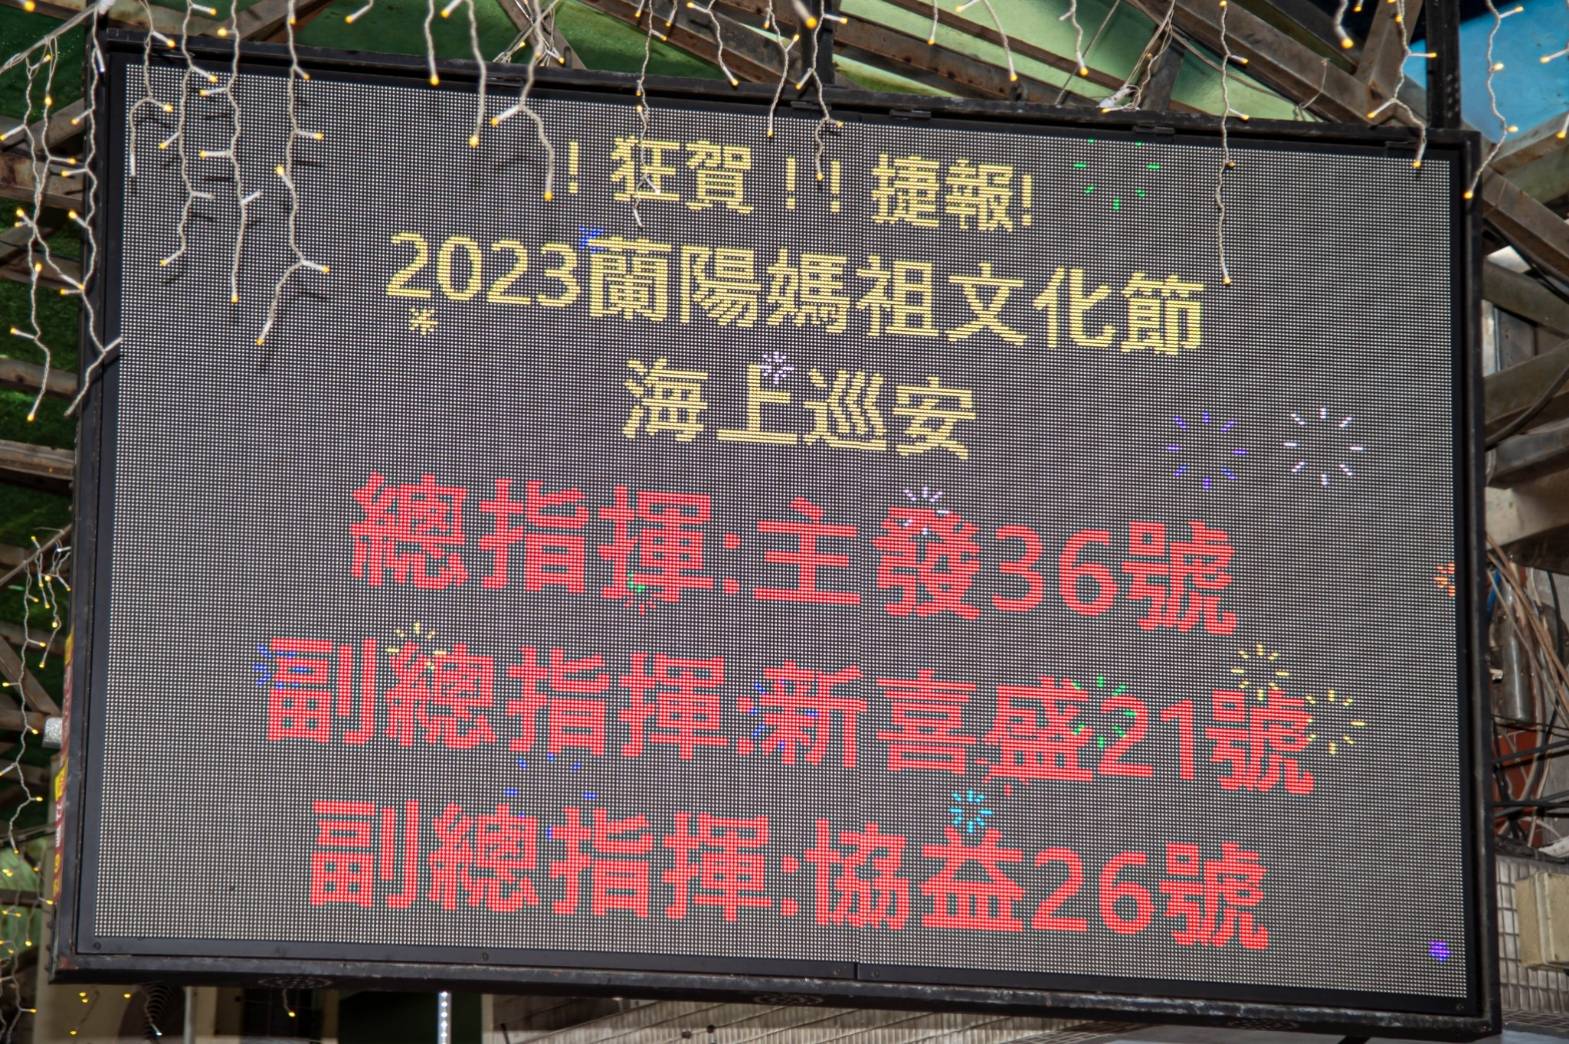 ! 狂賀 !! 捷報!
2023蘭陽媽祖文化節
海上巡安
總指揮:主發36號
副總指揮:新喜盛21號
副總指揮:協益26號